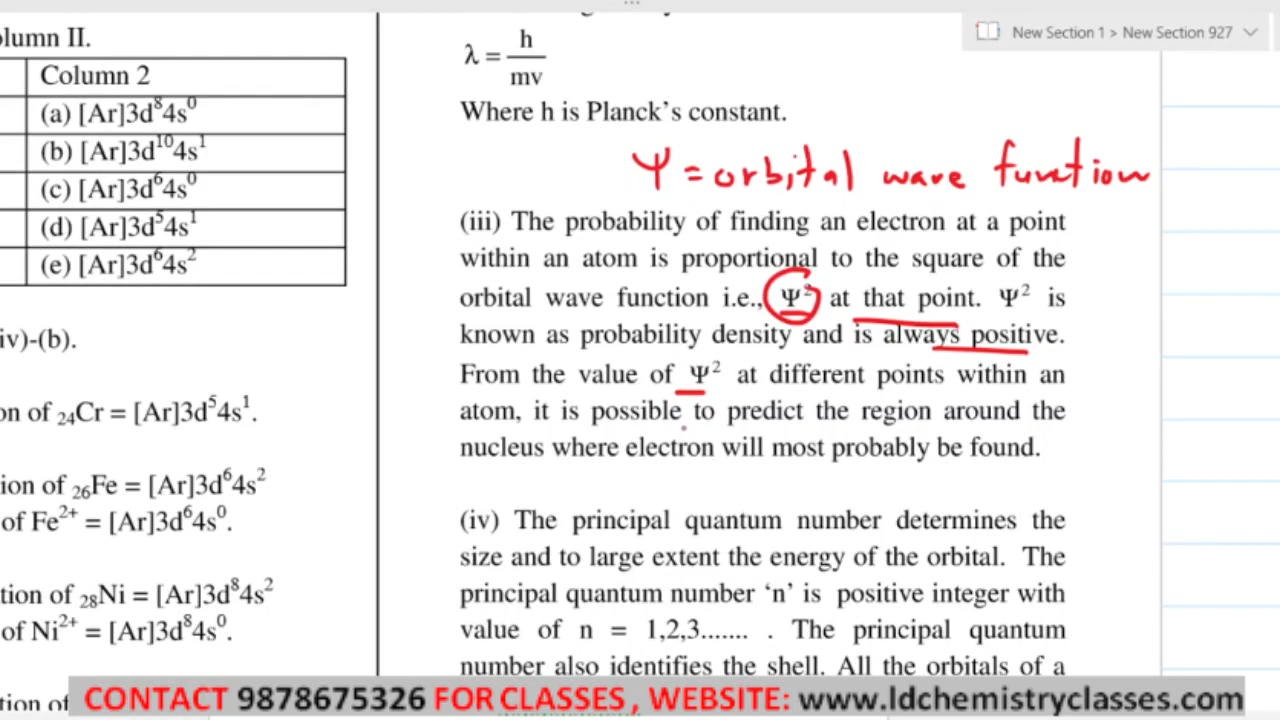 New Section 1 > New Section 927
lumn II.
Column 2
(a) [Ar]3d⁸4s⁰
(b) [Ar]3d¹⁰4s¹
(c) [Ar]3d⁶4s⁰
(d) [Ar]3d⁵4s¹
(e) [Ar]3d⁶4s²
iv)-(b).
on of ₂₄Cr = [Ar]3d⁵4s¹.
ion of ₂₆Fe = [Ar]3d⁶4s²
of Fe²⁺ = [Ar]3d⁶4s⁰.
tion of ₂₈Ni = [Ar]3d⁸4s²
of Ni²⁺ = [Ar]3d⁸4s⁰.
tion of
λ = h / mv
Where h is Planck's constant.
Ψ = orbital wave function
(iii) The probability of finding an electron at a point
within an atom is proportional to the square of the
orbital wave function i.e., Ψ² at that point. Ψ² is
known as probability density and is always positive.
From the value of Ψ² at different points within an
atom, it is possible to predict the region around the
nucleus where electron will most probably be found.
(iv) The principal quantum number determines the
size and to large extent the energy of the orbital. The
principal quantum number ‘n’ is positive integer with
value of n = 1,2,3....... . The principal quantum
number also identifies the shell. All the orbitals of a
CONTACT 9878675326 FOR CLASSES , WEBSITE: www.ldchemistryclasses.com